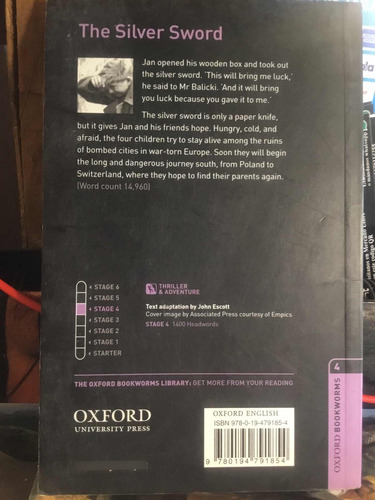 The Silver Sword
Jan opened his wooden box and took out
the silver sword. 'This will bring me luck,'
he said to Mr Balicki. 'And it will bring
you luck because you gave it to me.'
The silver sword is only a paper knife,
but it gives Jan and his friends hope. Hungry, cold, and
afraid, the four children try to stay alive among the ruins
of bombed cities in war-torn Europe. Soon they will begin
the long and dangerous journey south, from Poland to
Switzerland, where they hope to find their parents again.
(Word count 14,960)
STAGE 6
STAGE 5
STAGE 4
STAGE 3
STAGE 2
STAGE 1
STARTER
THRILLER
& ADVENTURE
Text adaptation by John Escott
Cover image by Associated Press courtesy of Empics
STAGE 4 1400 Headwords
THE OXFORD BOOKWORMS LIBRARY: GET MORE FROM YOUR READING
4
OXFORD BOOKWORMS
OXFORD
UNIVERSITY PRESS
OXFORD ENGLISH
ISBN 978-0-19-479185-4
9 780194 791854